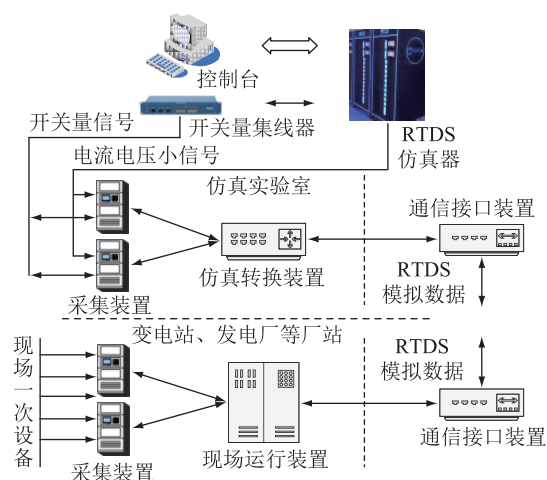 控制台
开关量信号
开关量集线器
RTDS
仿真器
电流电压小信号
仿真实验室
通信接口装置
仿真转换装置
采集装置
RTDS
模拟数据
变电站、发电厂等厂站
现场一次设备
RTDS
模拟数据
采集装置
现场运行装置
通信接口装置